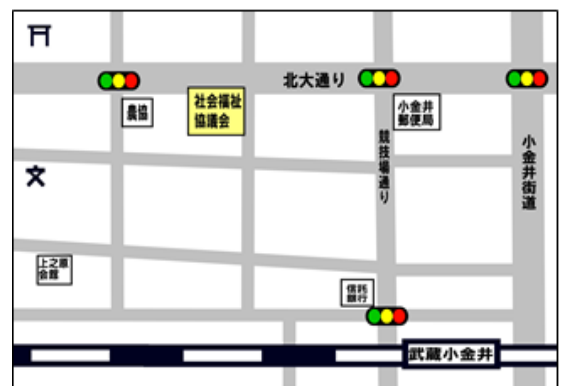 北大通り
農協
社会福祉
協議会
小金井
郵便局
競技場通り
小金井街道
文
上之原
会館
信託
銀行
武蔵小金井